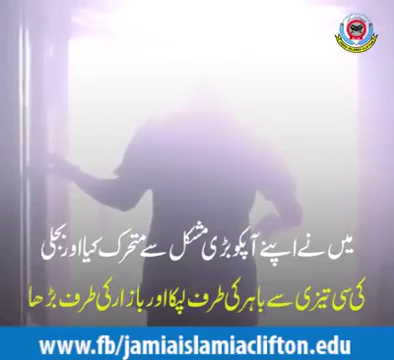 میں نے اپنے آپکو بڑی مشکل سے متحرک کیا اور بجلی
کی سی تیزی سے باہر کی طرف لپکا اور بازار کی طرف بڑھا
www.fb/jamiaislamiaclifton.edu